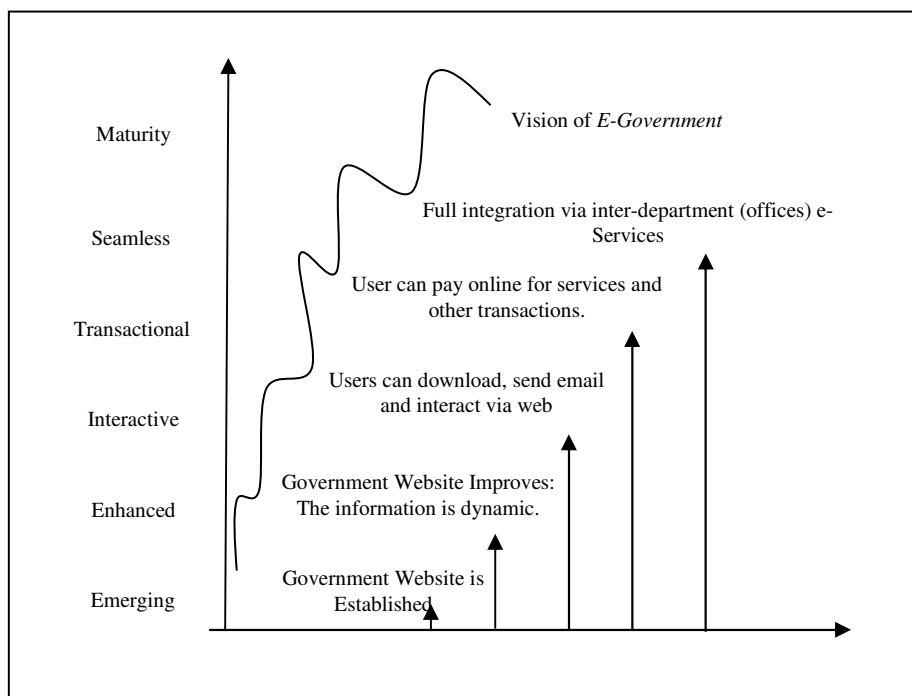 Maturity
Vision of E-Government
Seamless
Full integration via inter-department (offices) e-
Services
Transactional
User can pay online for services and
other transactions.
Interactive
Users can download, send email
and interact via web
Enhanced
Government Website Improves:
The information is dynamic.
Emerging
Government Website is
Established